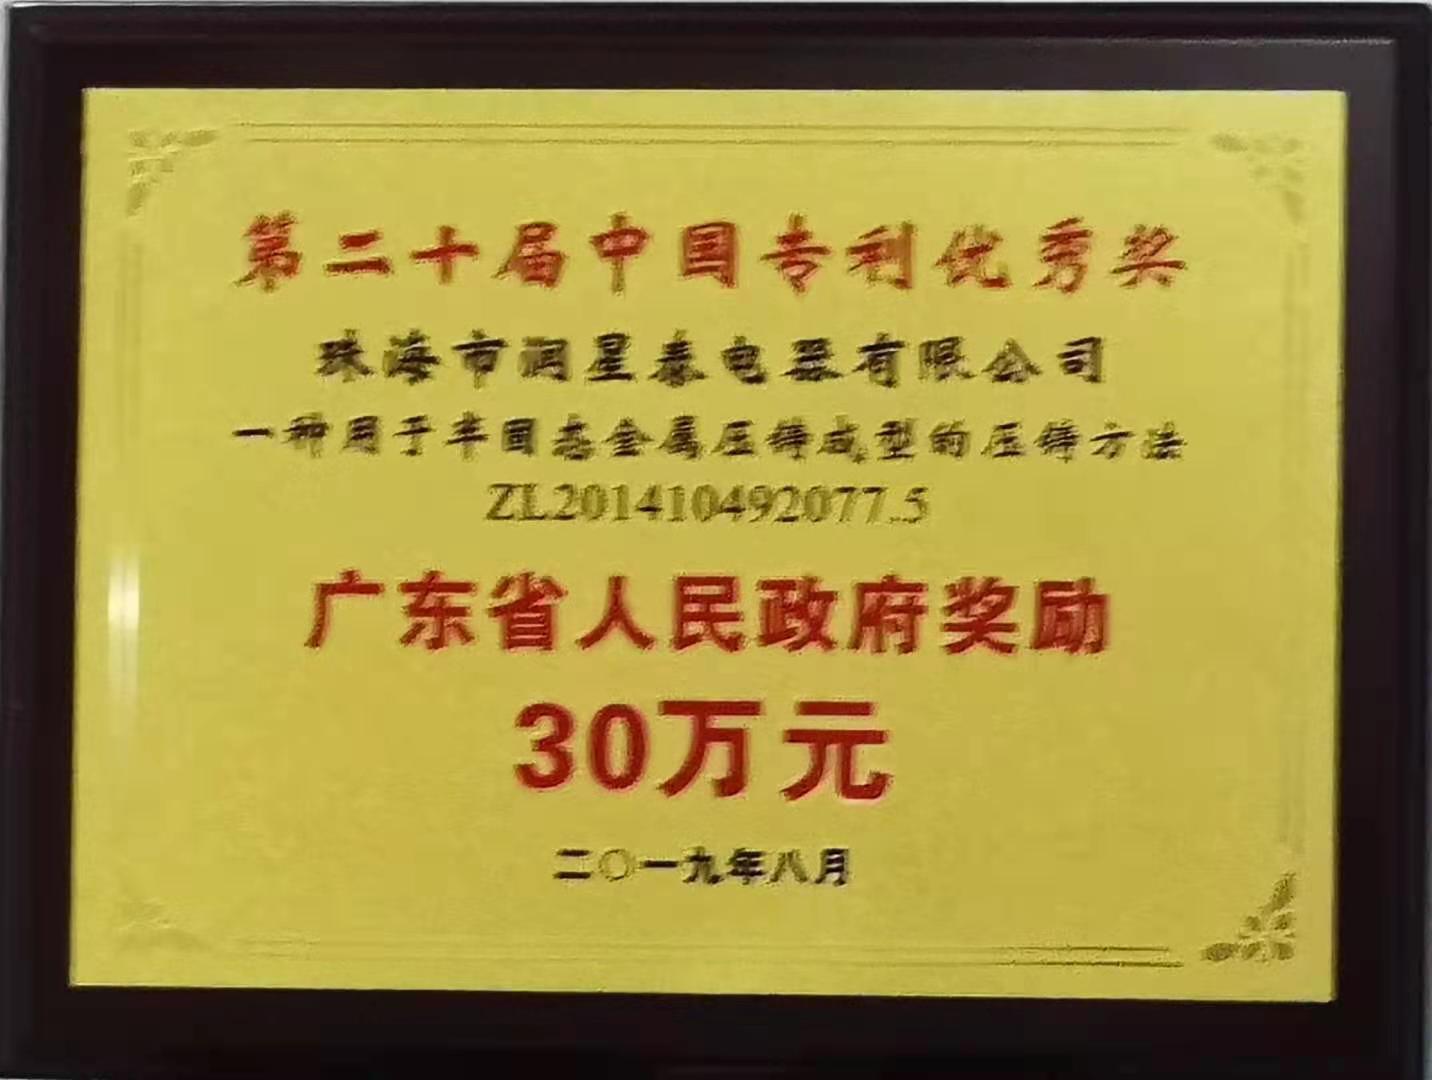 第二十届中国专利优秀奖
珠海市润星泰电器有限公司
一种用于半固态金属压铸成型的压铸方法
ZL201410492077.5
广东省人民政府奖励
30万元
二〇一九年八月